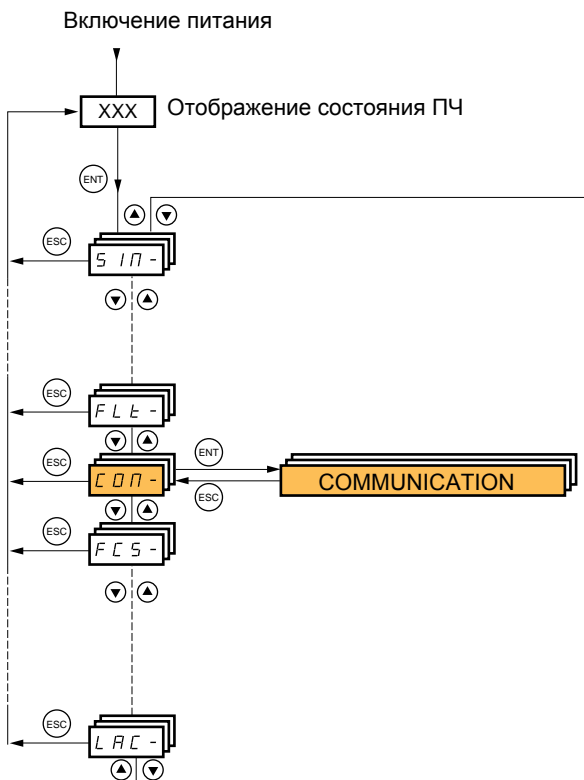 Включение питания
XXX Отображение состояния ПЧ
ENT
ESC
SIM-
ESC
FLt-
ENT
ESC
COM-
COMMUNICATION
ESC
ESC
FCS-
ESC
LAC-